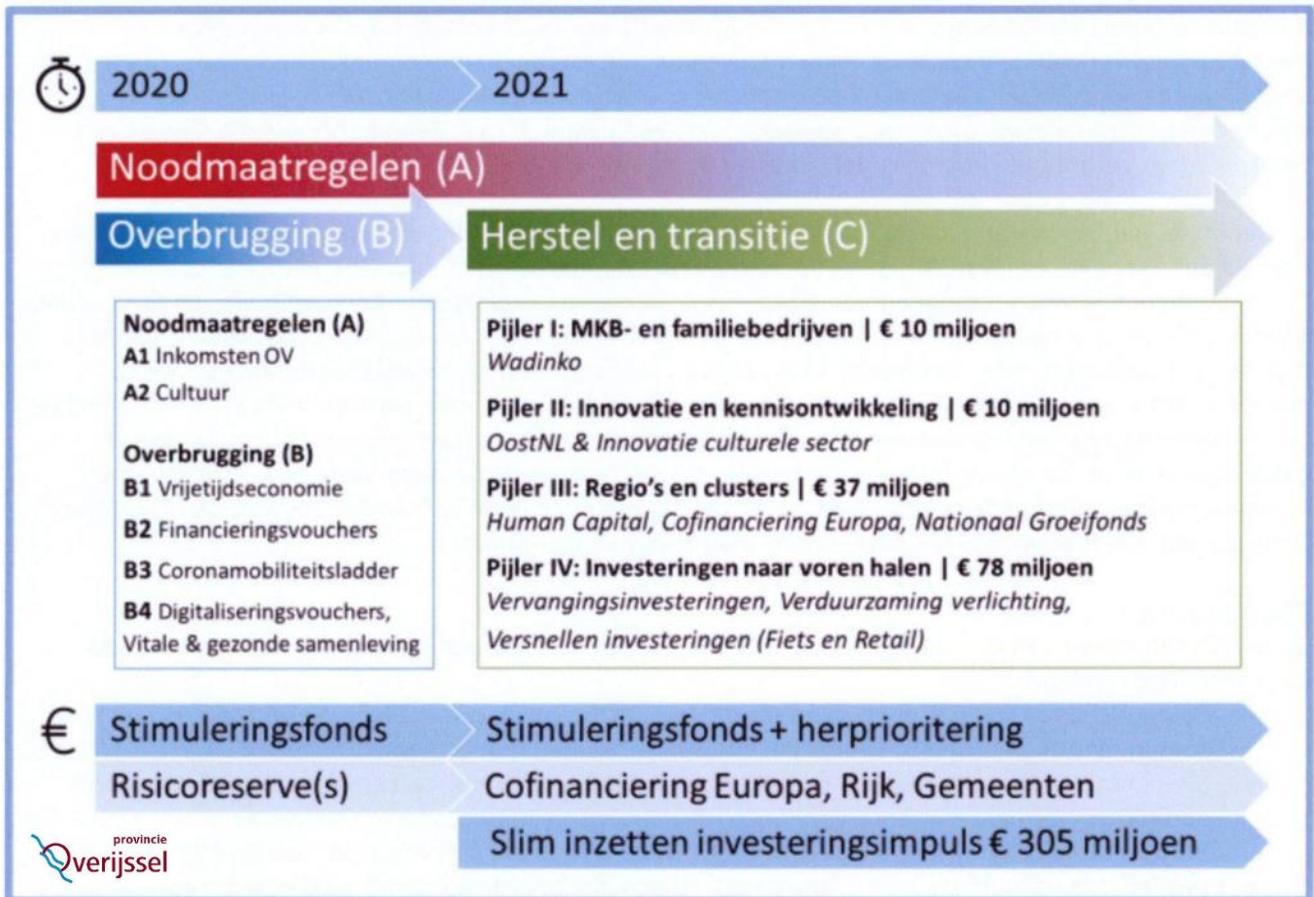 2020
2021
Noodmaatregelen (A)
Overbrugging (B)
Herstel en transitie (C)
Noodmaatregelen (A)
A1 Inkomsten OV
A2 Cultuur
Overbrugging (B)
B1 Vrijetijdseconomie
B2 Financieringsvouchers
B3 Coronamobiliteitsladder
B4 Digitaliseringsvouchers,
Vitale & gezonde samenleving
Pijler I: MKB- en familiebedrijven | € 10 miljoen
Wadinko
Pijler II: Innovatie en kennisontwikkeling | € 10 miljoen
OostNL & Innovatie culturele sector
Pijler III: Regio's en clusters | € 37 miljoen
Human Capital, Cofinanciering Europa, Nationaal Groeifonds
Pijler IV: Investeringen naar voren halen | € 78 miljoen
Vervangingsinvesteringen, Verduurzaming verlichting,
Versnellen investeringen (Fiets en Retail)
€
Stimuleringsfonds
Stimuleringsfonds + herprioritering
Risicoreserve(s)
Cofinanciering Europa, Rijk, Gemeenten
Slim inzetten investeringsimpuls € 305 miljoen
provincie
Overijssel